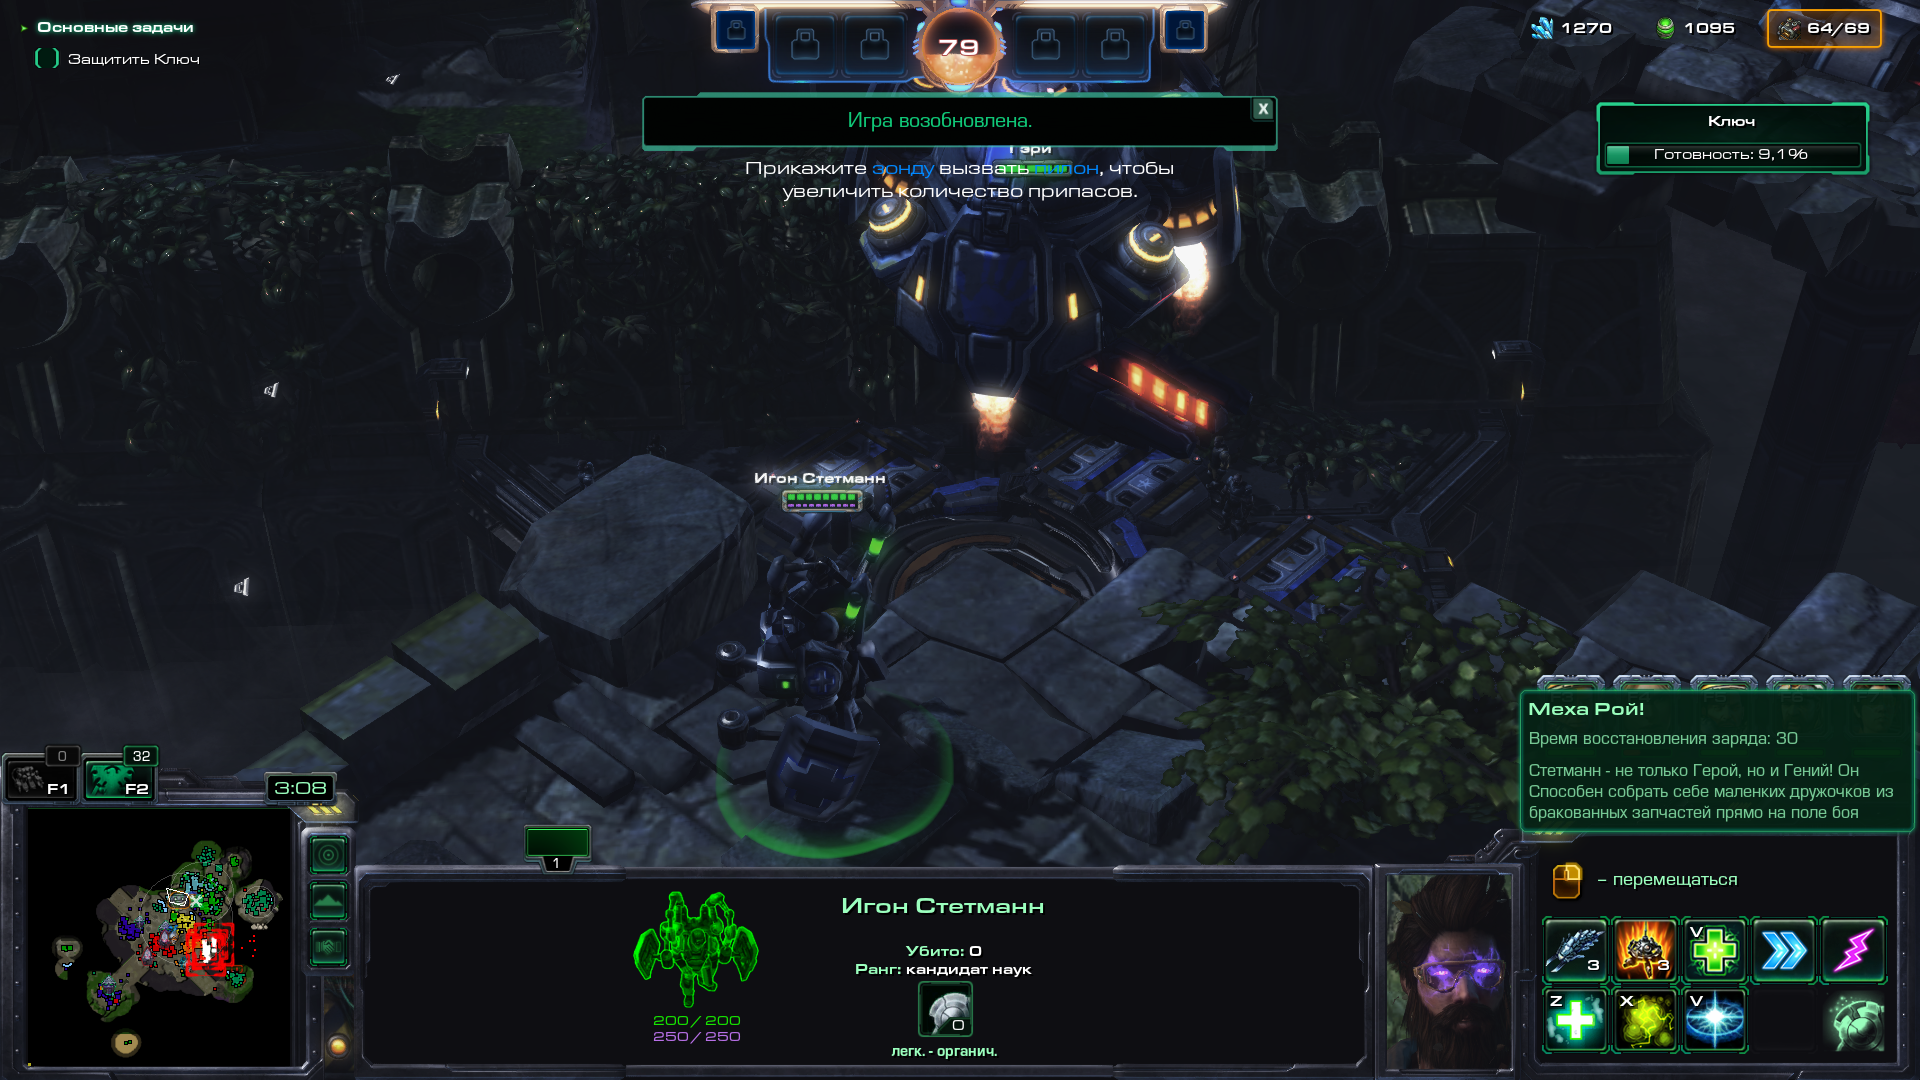 Основные задачи
Защитить Ключ
79
1270
1095
64/69
Игра возобновлена.
X
Гэри
Прикажите зонду вызвать пилон, чтобы
увеличить количество припасов.
Ключ
Готовность: 9,1%
Игон Стетманн
Меха Рой!
Время восстановления заряда: 30
Стетманн - не только Герой, но и Гений! Он
Способен собрать себе маленких дружочков из
бракованных запчастей прямо на поле боя
0
F1
32
F2
3:08
1
Игон Стетманн
Убито: 0
Ранг: кандидат наук
0
легк. - органич.
200/200
250/250
– перемещаться
3
3
V
Z
X
V